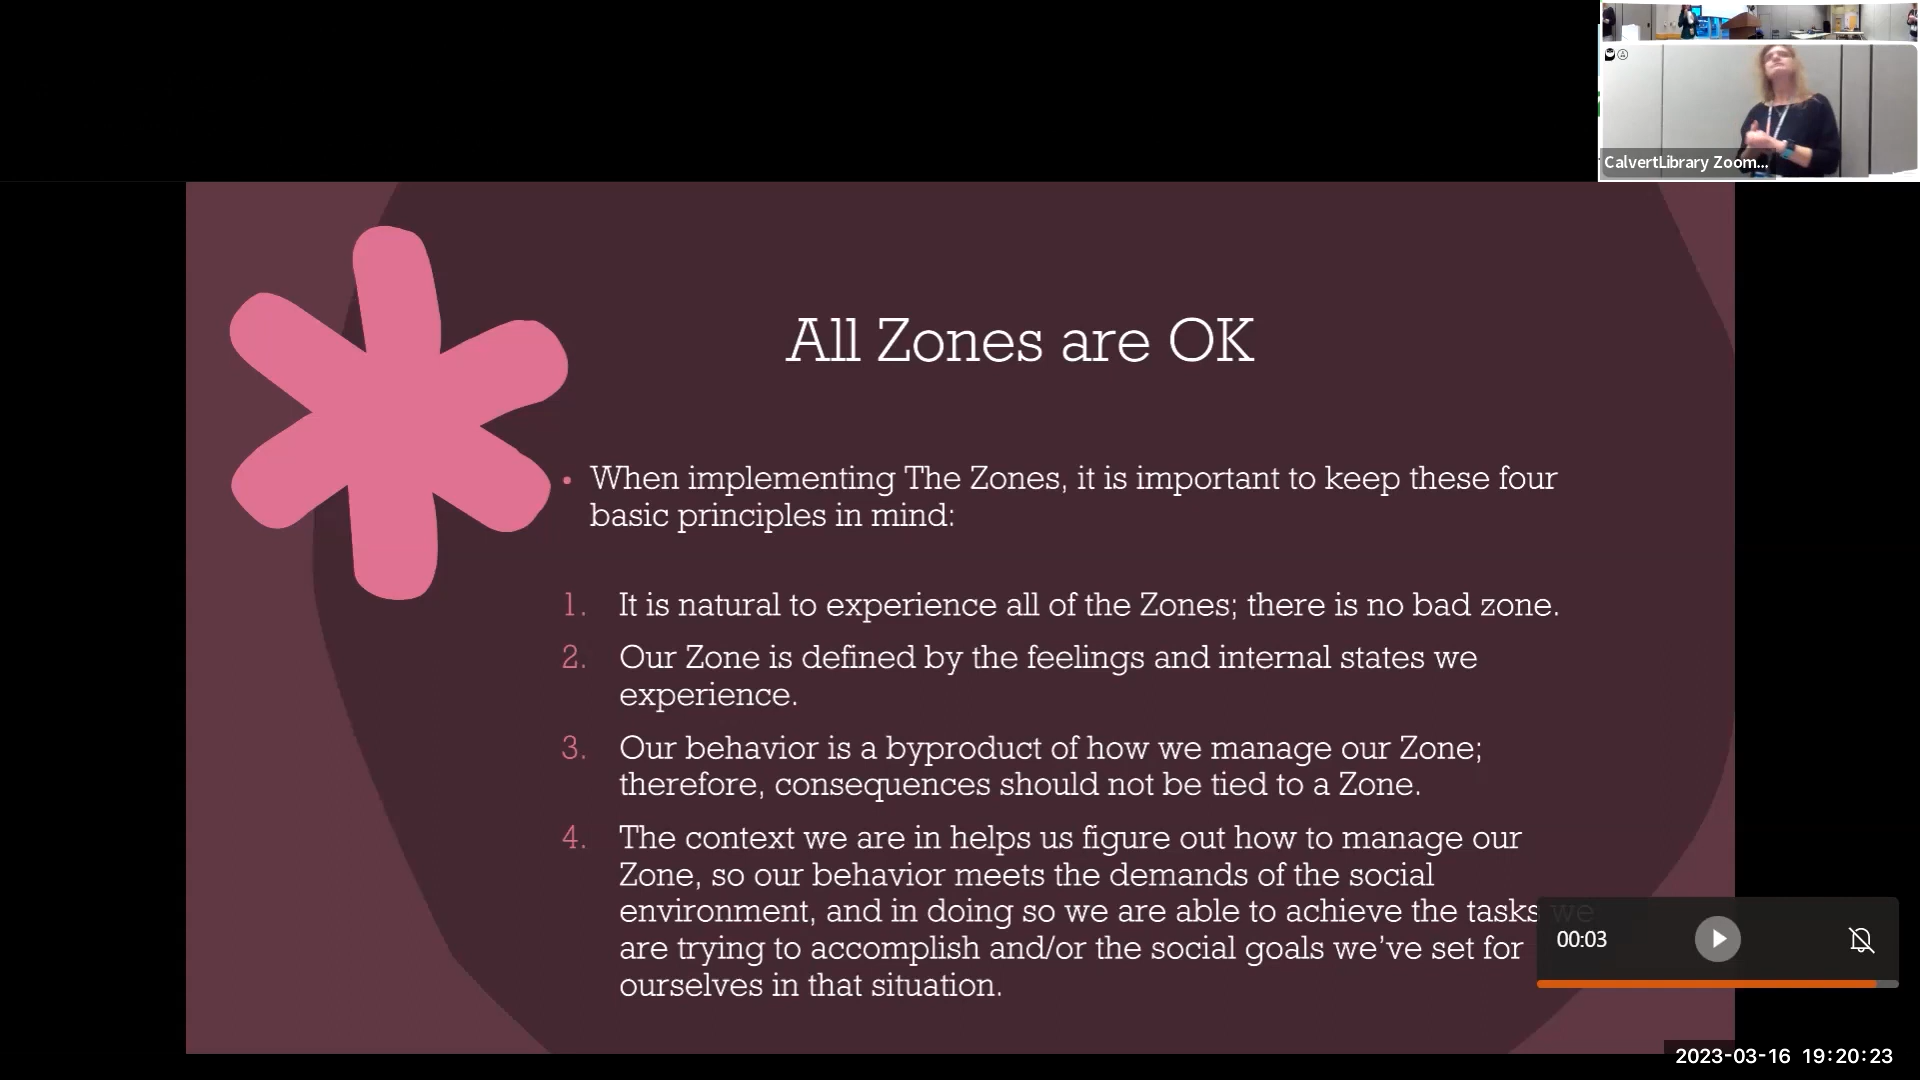 CalvertLibrary Zoom...
All Zones are OK
• When implementing The Zones, it is important to keep these four
basic principles in mind:
1. It is natural to experience all of the Zones; there is no bad zone.
2. Our Zone is defined by the feelings and internal states we
experience.
3. Our behavior is a byproduct of how we manage our Zone;
therefore, consequences should not be tied to a Zone.
4. The context we are in helps us figure out how to manage our
Zone, so our behavior meets the demands of the social
environment, and in doing so we are able to achieve the tasks we
are trying to accomplish and/or the social goals we've set for
ourselves in that situation.
00:03
2023-03-16 19:20:23